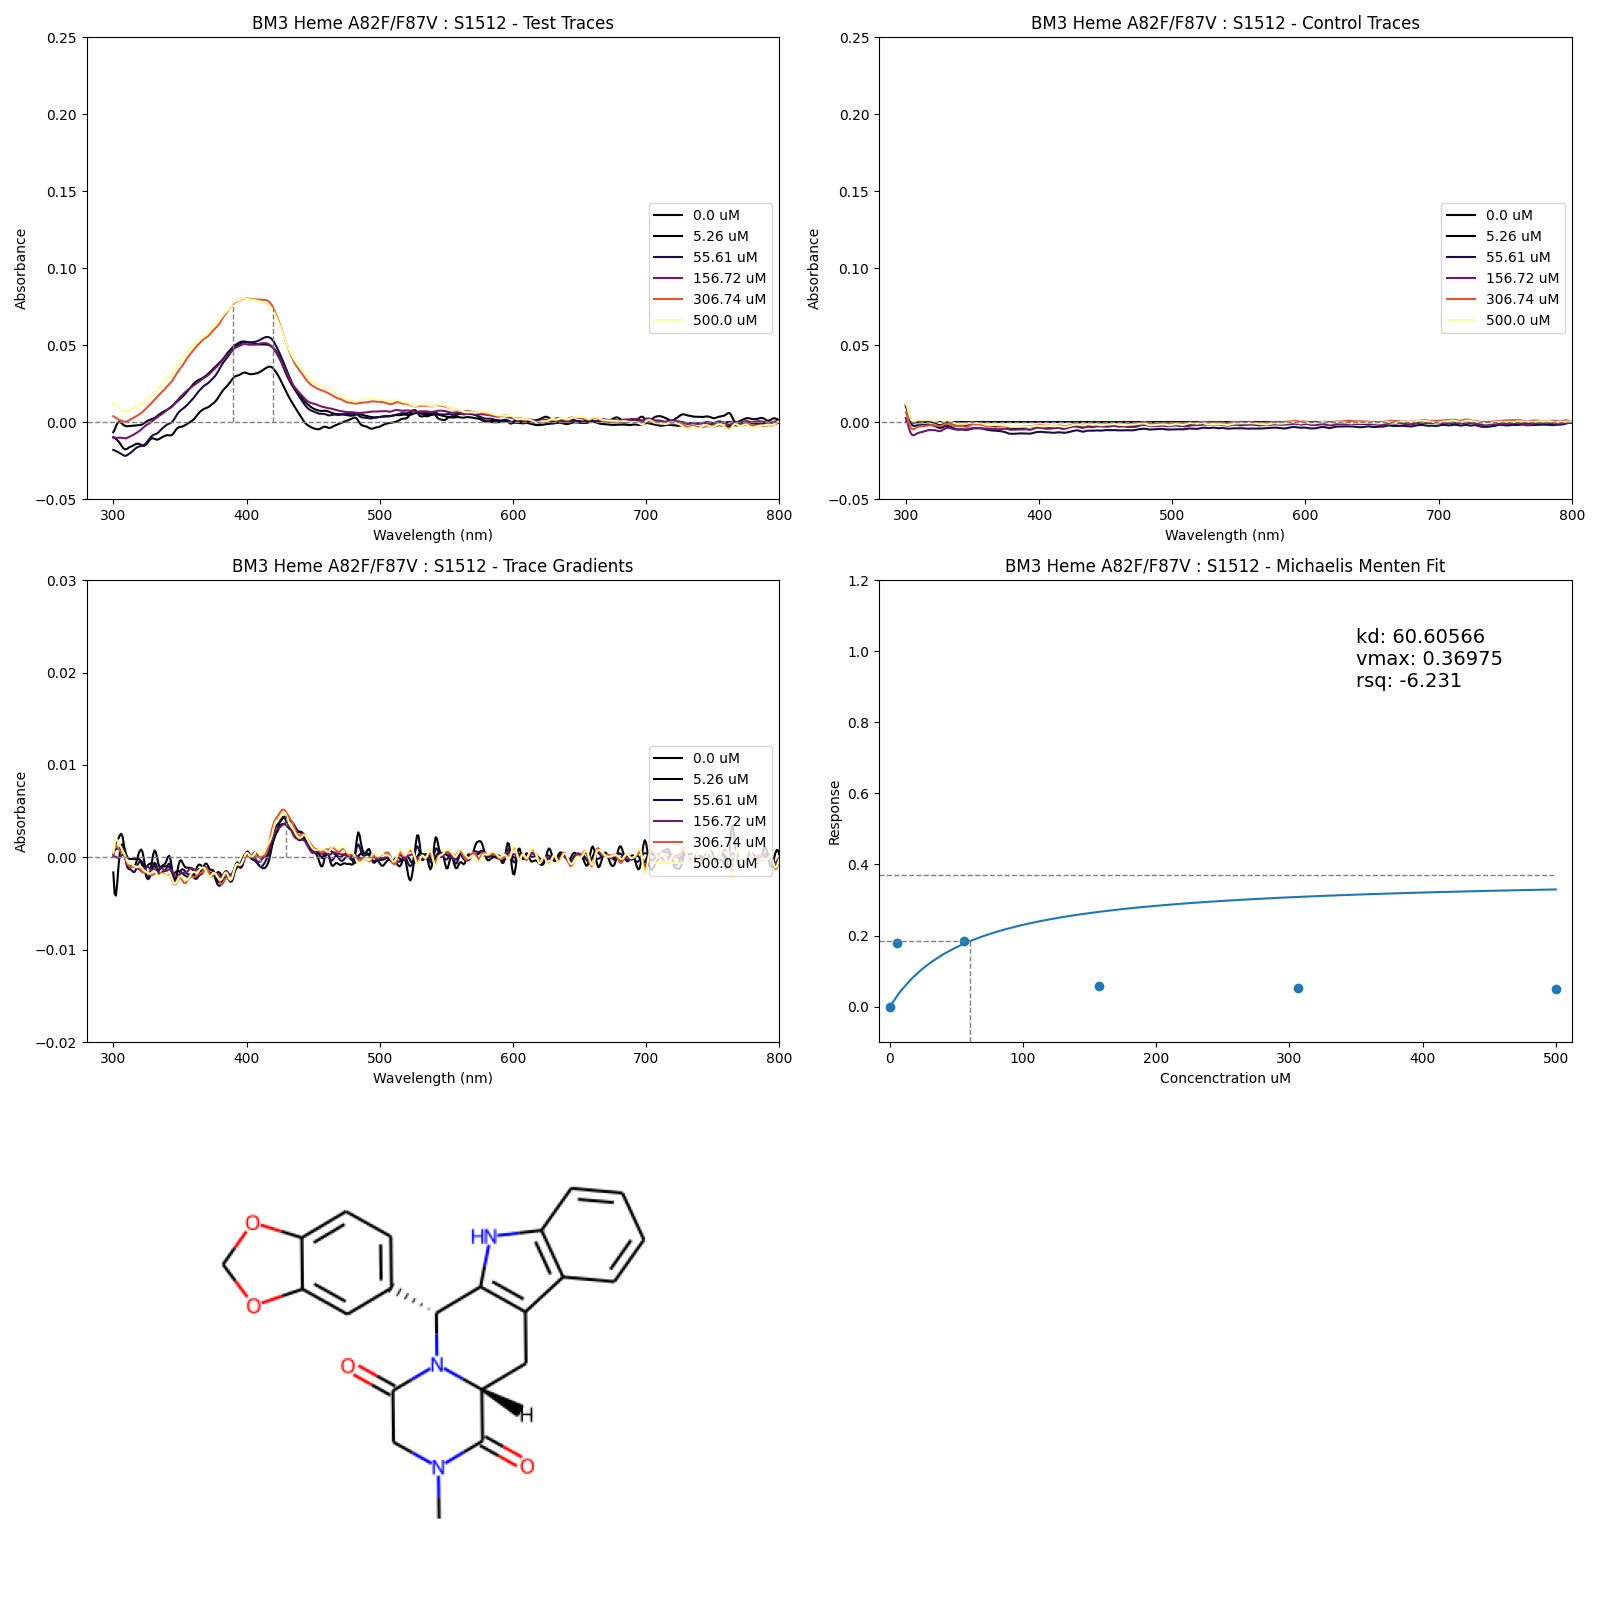 BM3 Heme A82F/F87V : S1512 - Test Traces
0.25
0.20
0.15
0.10
0.05
0.00
−0.05
Absorbance
300 400 500 600 700 800
Wavelength (nm)
0.0 uM
5.26 uM
55.61 uM
156.72 uM
306.74 uM
500.0 uM
BM3 Heme A82F/F87V : S1512 - Control Traces
0.25
0.20
0.15
0.10
0.05
0.00
−0.05
Absorbance
300 400 500 600 700 800
Wavelength (nm)
0.0 uM
5.26 uM
55.61 uM
156.72 uM
306.74 uM
500.0 uM
BM3 Heme A82F/F87V : S1512 - Trace Gradients
0.03
0.02
0.01
0.00
−0.01
−0.02
Absorbance
300 400 500 600 700 800
Wavelength (nm)
0.0 uM
5.26 uM
55.61 uM
156.72 uM
306.74 uM
500.0 uM
BM3 Heme A82F/F87V : S1512 - Michaelis Menten Fit
1.2
1.0
0.8
0.6
0.4
0.2
0.0
Response
0 100 200 300 400 500
Concenctration uM
kd: 60.60566
vmax: 0.36975
rsq: -6.231
O
HN
O
O
N
H
N
O